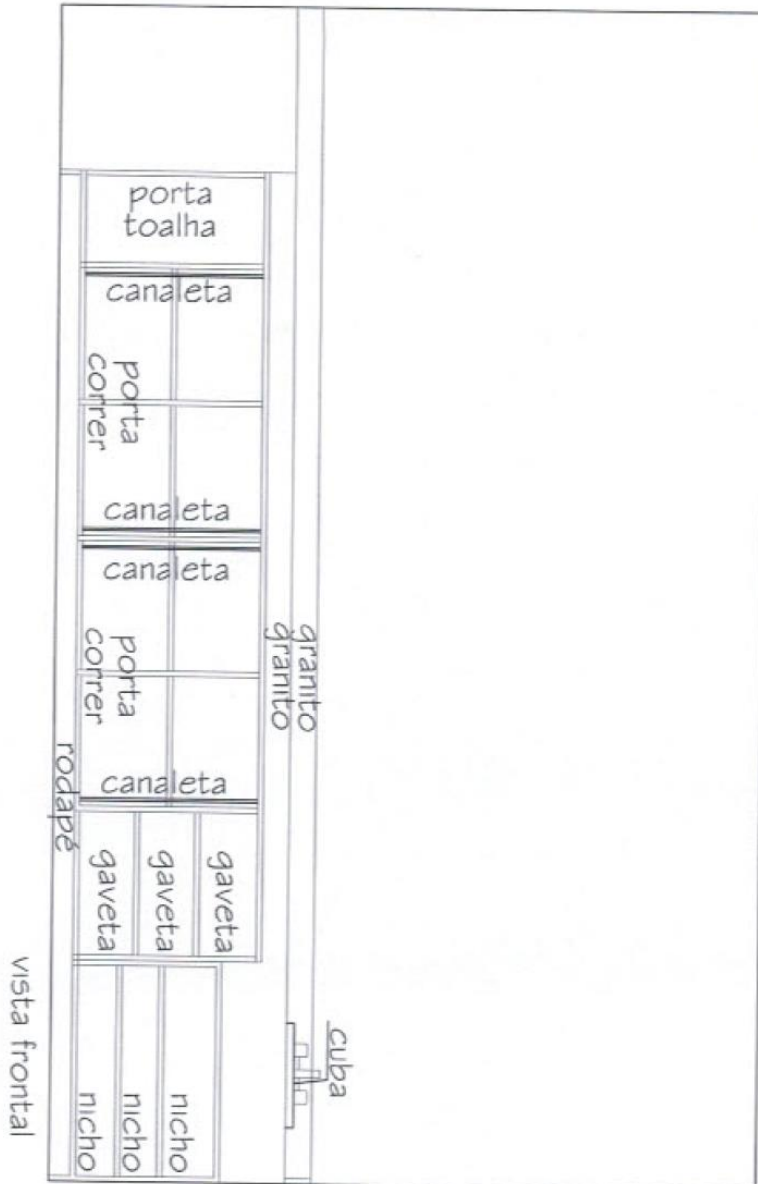 porta
toalha
canaleta
porta
correr
canaleta
canaleta
porta
correr
canaleta
granito
granito
rodapé
gaveta
gaveta
gaveta
cuba
nicho
nicho
nicho
vista frontal